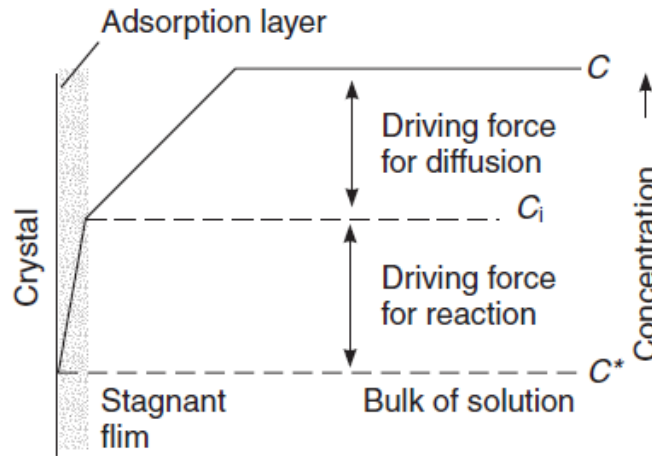 Adsorption layer
C
Driving force
for diffusion
Cᵢ
Driving force
for reaction
C*
Crystal
Concentration
Stagnant
flim
Bulk of solution